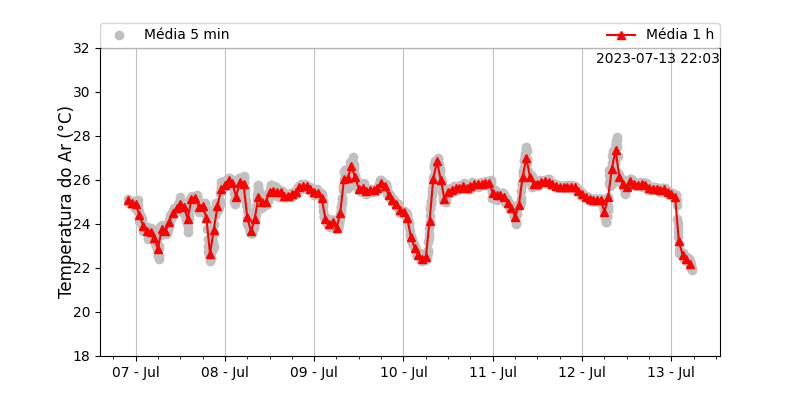 Média 5 min
Média 1 h
2023-07-13 22:03
Temperatura do Ar (°C)
32
30
28
26
24
22
20
18
07 - Jul
08 - Jul
09 - Jul
10 - Jul
11 - Jul
12 - Jul
13 - Jul